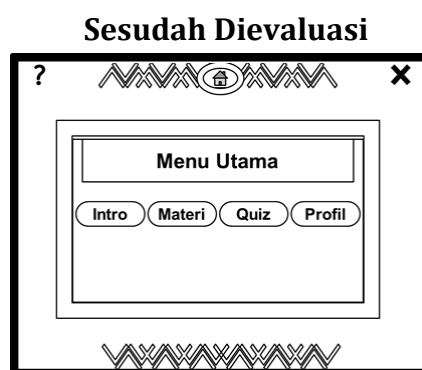 Sesudah Dievaluasi
?
Menu Utama
Intro Materi Quiz Profil